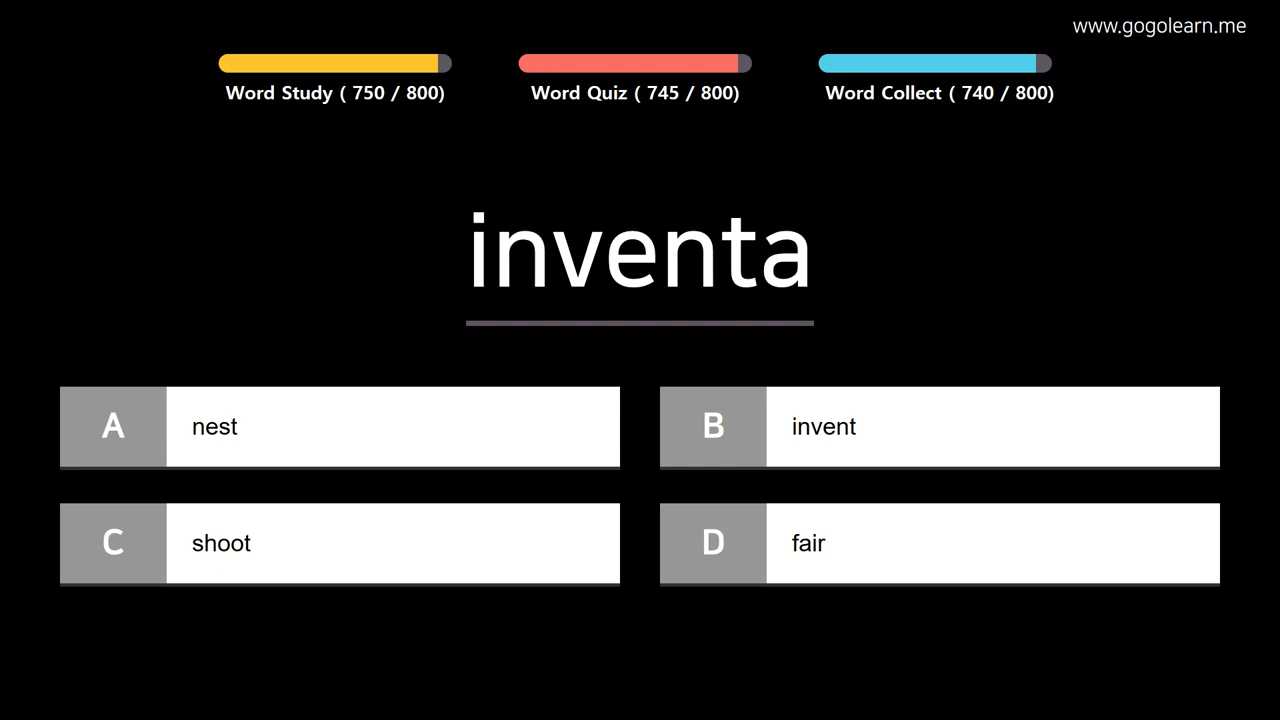 www.gogolearn.me
Word Study ( 750 / 800)
Word Quiz ( 745 / 800)
Word Collect ( 740 / 800)
inventa
A nest
B invent
C shoot
D fair